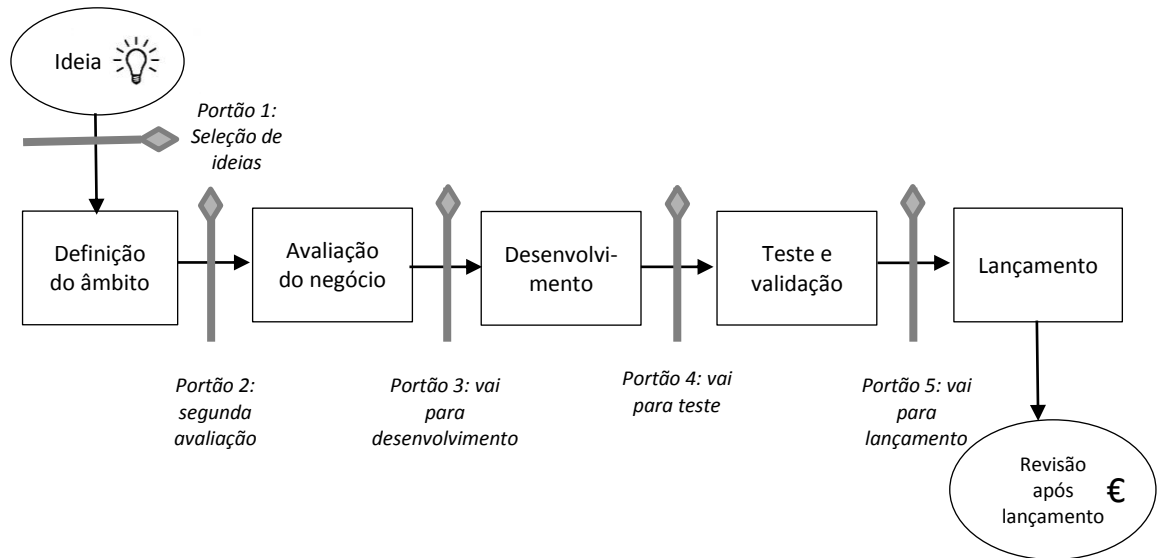 Ideia
Portão 1:
Seleção de
ideias
Definição
do âmbito
Avaliação
do negócio
Desenvolvi-
mento
Teste e
validação
Lançamento
Portão 2:
segunda
avaliação
Portão 3: vai
para
desenvolvimento
Portão 4: vai
para teste
Portão 5: vai
para
lançamento
Revisão
após
lançamento
€